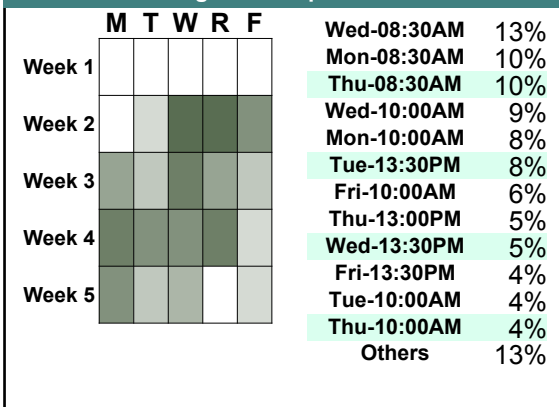 M T W R F
Week 1
Week 2
Week 3
Week 4
Week 5
Wed-08:30AM 13%
Mon-08:30AM 10%
Thu-08:30AM 10%
Wed-10:00AM 9%
Mon-10:00AM 8%
Tue-13:30PM 8%
Fri-10:00AM 6%
Thu-13:00PM 5%
Wed-13:30PM 5%
Fri-13:30PM 4%
Tue-10:00AM 4%
Thu-10:00AM 4%
Others 13%